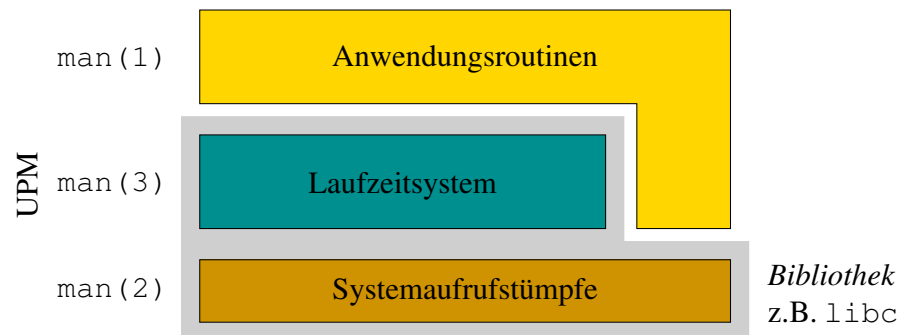 man(1)
Anwendungsroutinen
UPM
man(3)
Laufzeitsystem
man(2)
Systemaufrufstümpfe
Bibliothek
z.B. libc